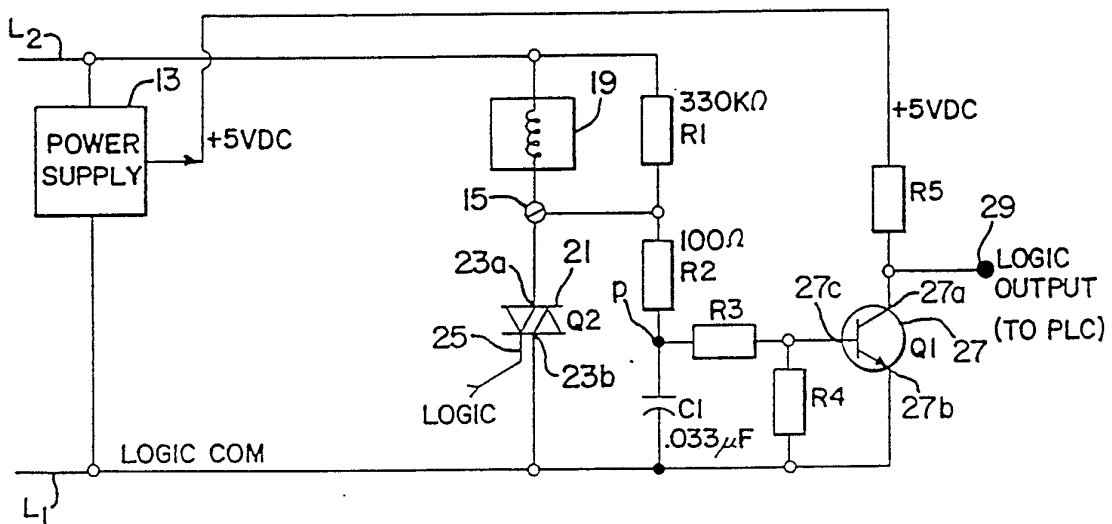 L2
13
POWER
SUPPLY
+5VDC
19
330KΩ
R1
+5VDC
15
R5
29
LOGIC
OUTPUT
(TO PLC)
23a
21
100Ω
R2
P
R3
27c
27a
27
Q1
27b
25
Q2
23b
LOGIC
C1
.033µF
R4
LOGIC COM
L1